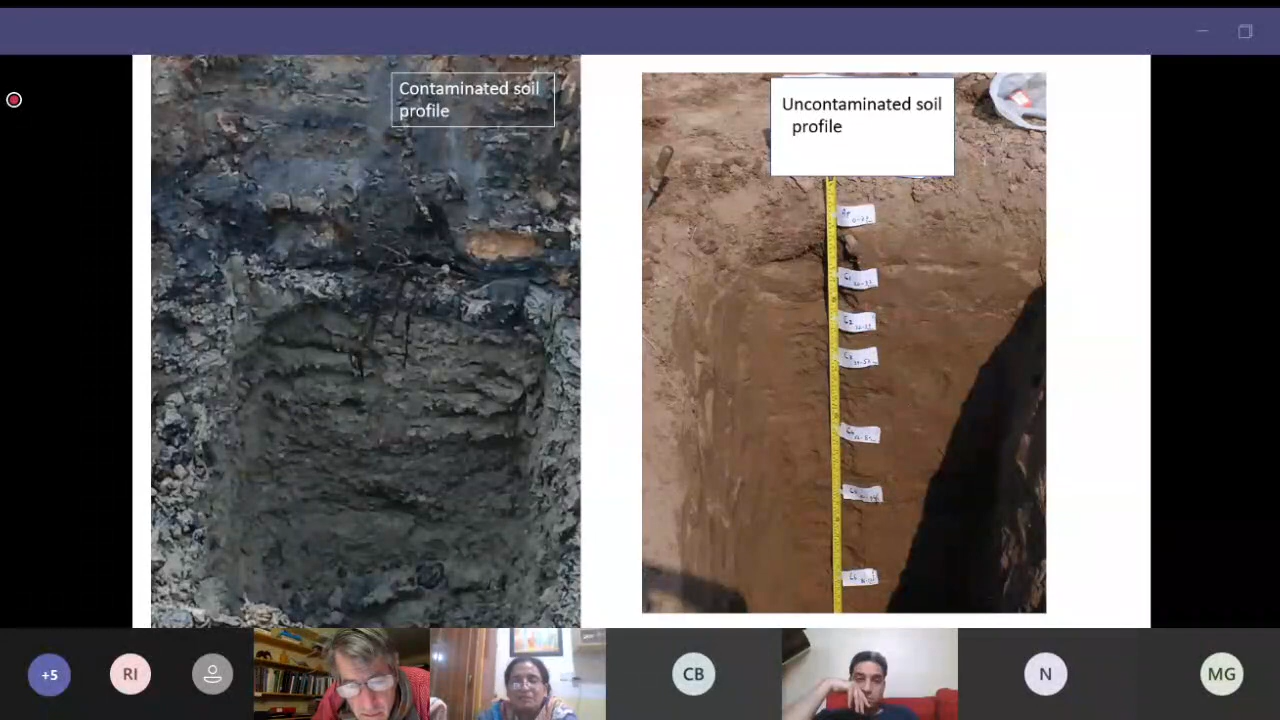 Contaminated soil
profile
Uncontaminated soil
profile
+5
RI
CB
N
MG